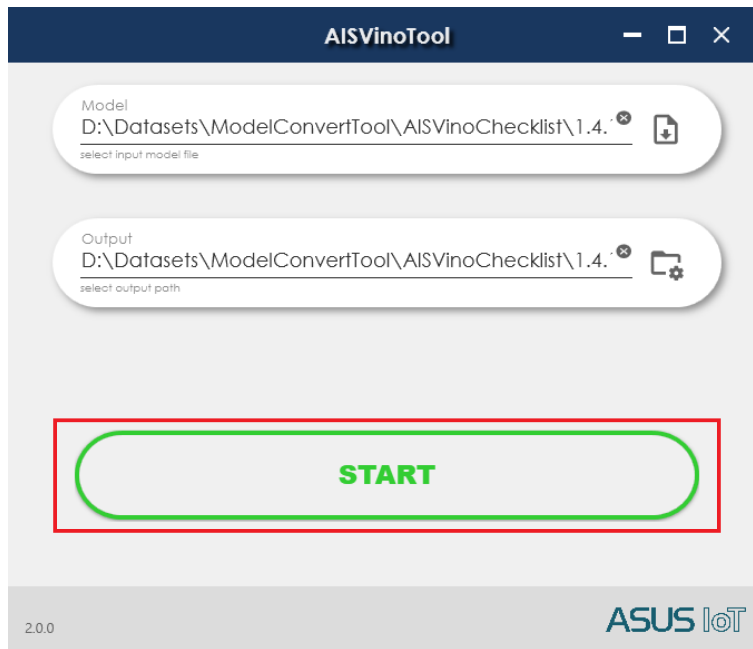 AISVinoTool
Model
D:\Datasets\ModelConvertTool\AISVinoChecklist\1.4.
select input model file
Output
D:\Datasets\ModelConvertTool\AISVinoChecklist\1.4.
select output path
START
2.0.0
ASUS IoT